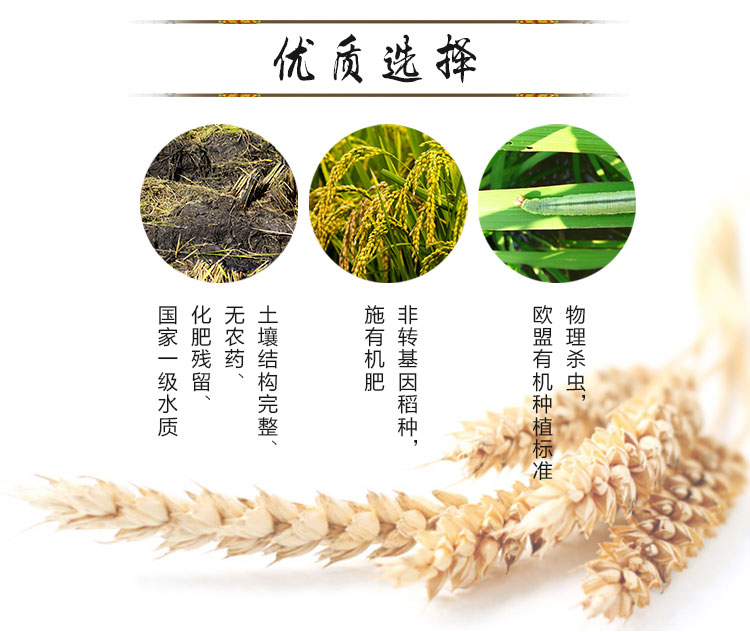 优质选择
土壤结构完整、
无农药、
化肥残留、
国家一级水质
非转基因稻种，
施有机肥
物理杀虫，
欧盟有机种植标准